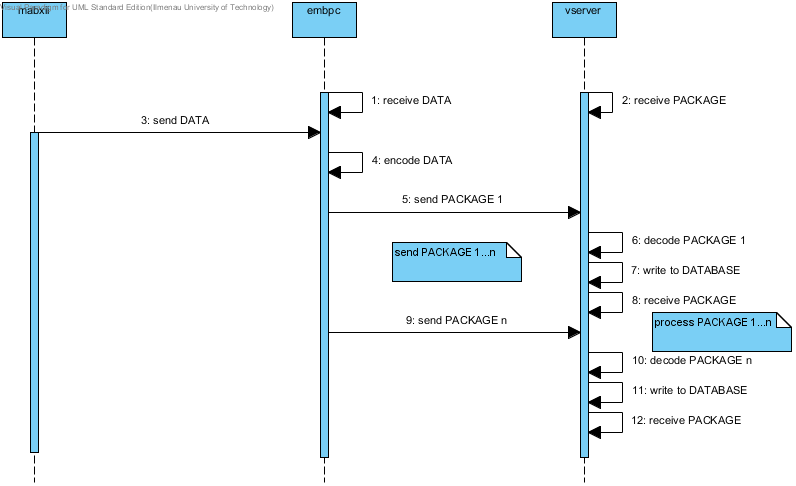 Visual Paradigm for UML Standard Edition(Ilmenau University of Technology)
mabxii
embpc
vserver
1: receive DATA
2: receive PACKAGE
3: send DATA
4: encode DATA
5: send PACKAGE 1
6: decode PACKAGE 1
send PACKAGE 1...n
7: write to DATABASE
8: receive PACKAGE
9: send PACKAGE n
process PACKAGE 1...n
10: decode PACKAGE n
11: write to DATABASE
12: receive PACKAGE